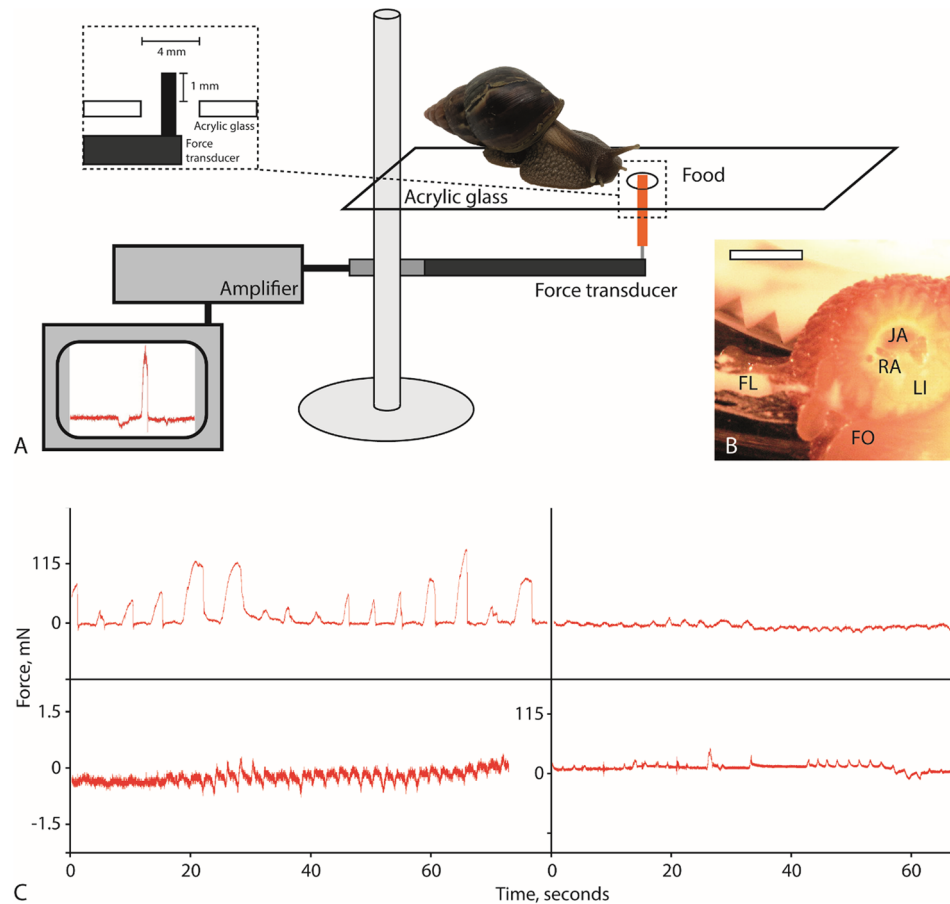 4 mm
1 mm
Acrylic glass
Force
transducer
Food
Acrylic glass
Amplifier
Force transducer
A
JA
RA
FL
LI
FO
B
115
0
Force, mN
1.5
0
-1.5
115
0
0
20
40
60
0
20
40
60
C
Time, seconds